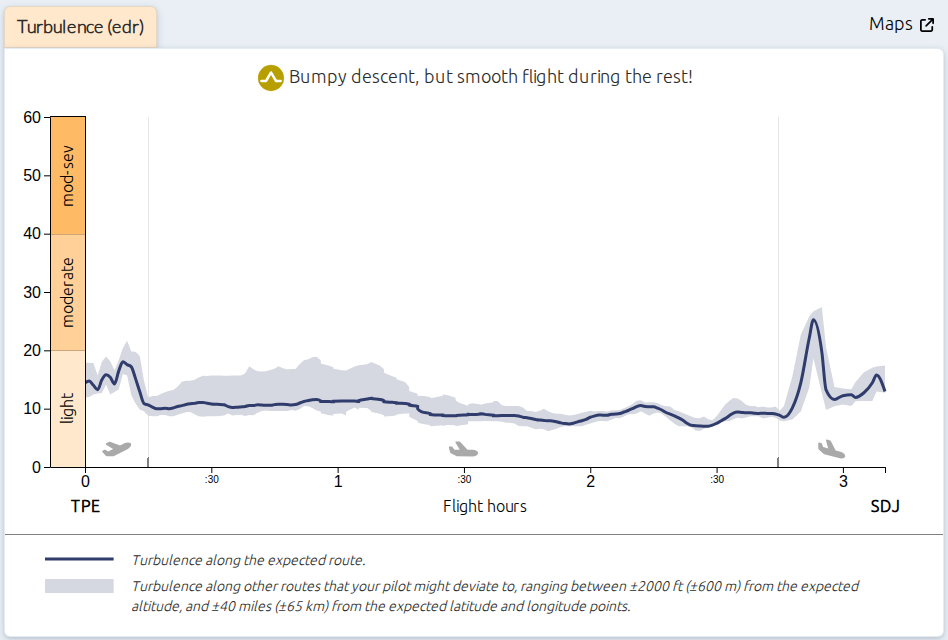 Turbulence (edr)
Maps
Bumpy descent, but smooth flight during the rest!
60
50
40
30
20
10
0
mod-sev
moderate
light
0 :30 1 :30 2 :30 3
TPE Flight hours SDJ
Turbulence along the expected route.
Turbulence along other routes that your pilot might deviate to, ranging between ±2000 ft (±600 m) from the expected
altitude, and ±40 miles (±65 km) from the expected latitude and longitude points.